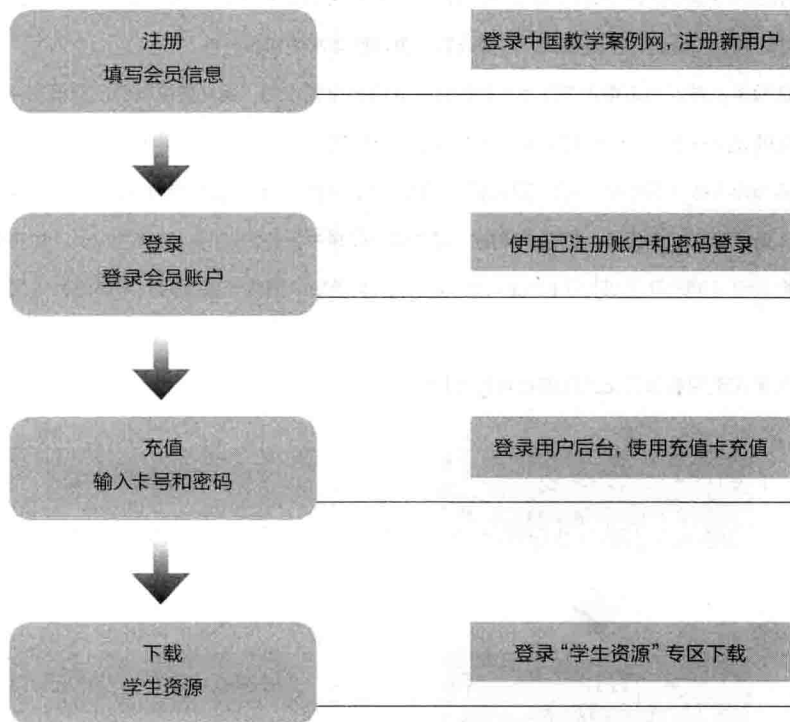 注册
填写会员信息
登录中国教学案例网, 注册新用户
登录
登录会员账户
使用已注册账户和密码登录
充值
输入卡号和密码
登录用户后台, 使用充值卡充值
下载
学生资源
登录 “学生资源” 专区下载